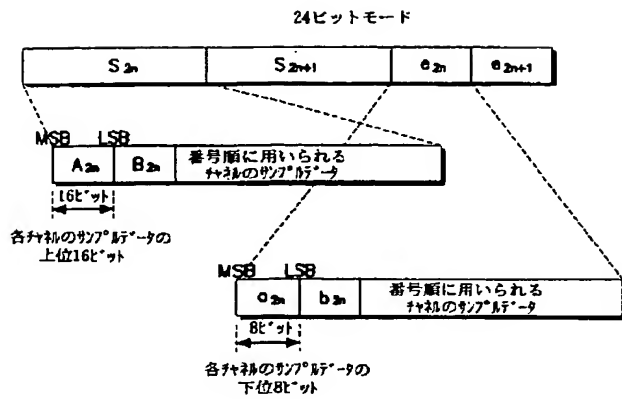 24ビットモード
S2n S2n+1 e2n e2n+1
MSB LSB
A2n B2n 番号順に用いられる
チャネルのサンプルデータ
16ビット
各チャネルのサンプルデータの
上位16ビット
MSB LSB
a2n b2n 番号順に用いられる
チャネルのサンプルデータ
8ビット
各チャネルのサンプルデータの
下位8ビット